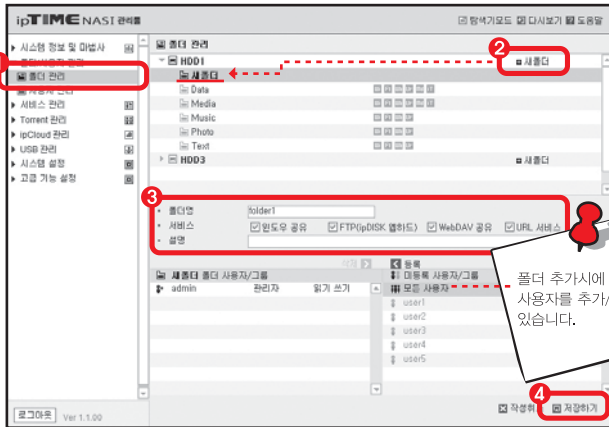 ipTIME NASI 관리툴
탐색기모드 다시보기 도움말
시스템 정보 및 마법사
폴더 관리
서비스 관리
Torrent 관리
ipCloud 관리
USB 관리
시스템 설정
고급 기능 설정
로그아웃 Ver 1.1.00
1
폴더 관리
2
HDD1 새폴더
새폴더
Data
Media
Music
Photo
Text
HDD3 새폴더
3
폴더명 folder1
서비스 윈도우 공유 FTP(ipDISK 웹하드) WebDAV 공유 URL 서비스
설명
삭제 등록
새폴더 폴더 사용자/그룹 미등록 사용자/그룹
admin 관리자 읽기 쓰기 모든 사용자
user1
user2
user3
user4
user5
폴더 추가시에
사용자를 추가/
있습니다.
4
작성취 저장하기